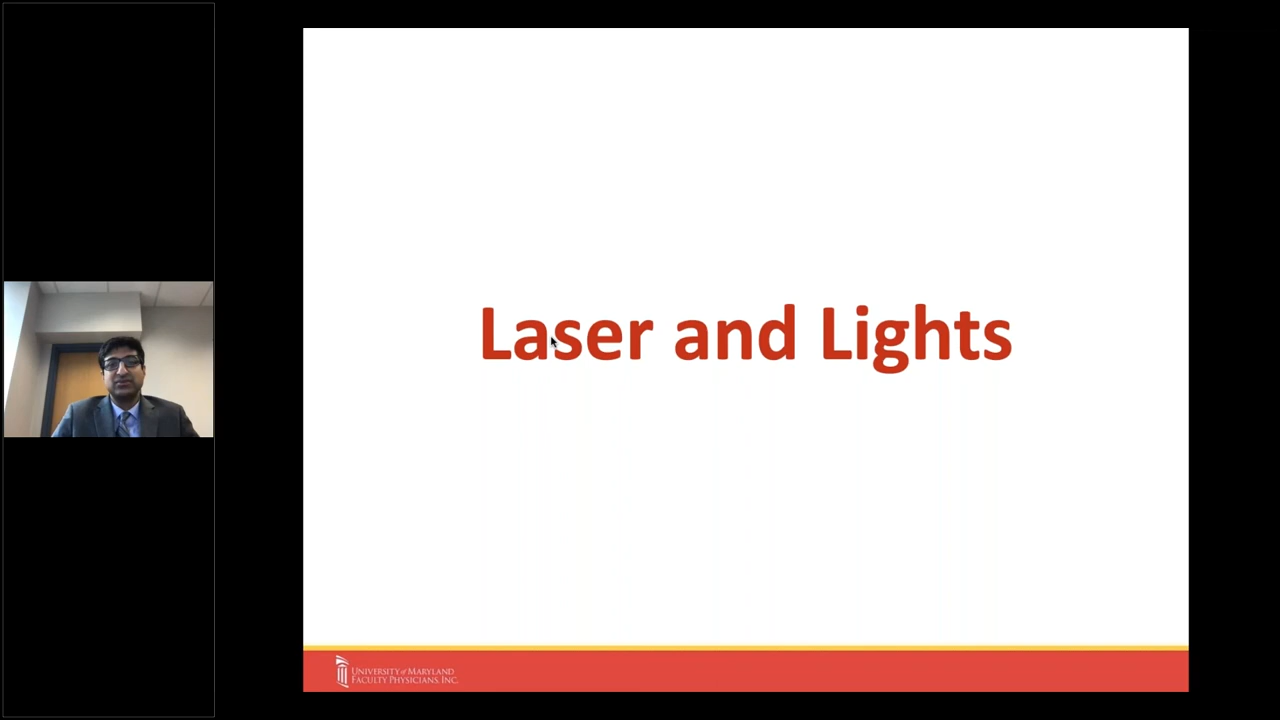 Laser and Lights
UNIVERSITY of MARYLAND
FACULTY PHYSICIANS, INC.